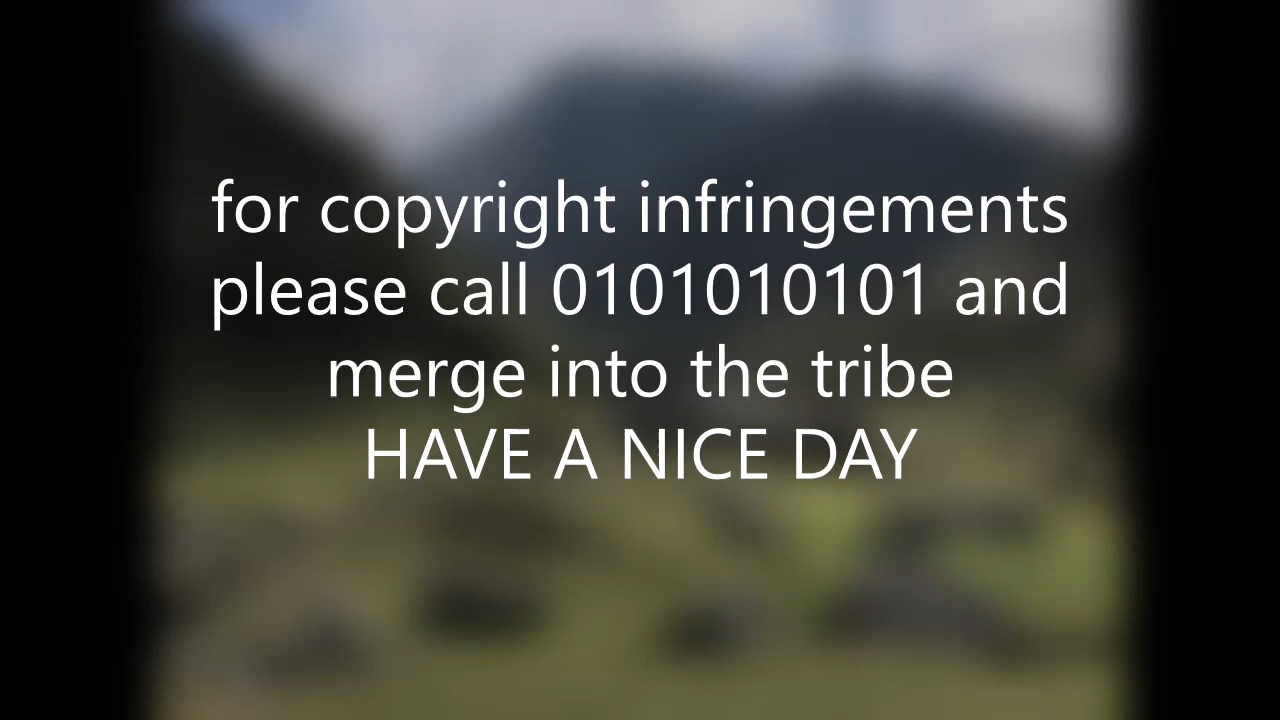 for copyright infringements
please call 0101010101 and
merge into the tribe
HAVE A NICE DAY